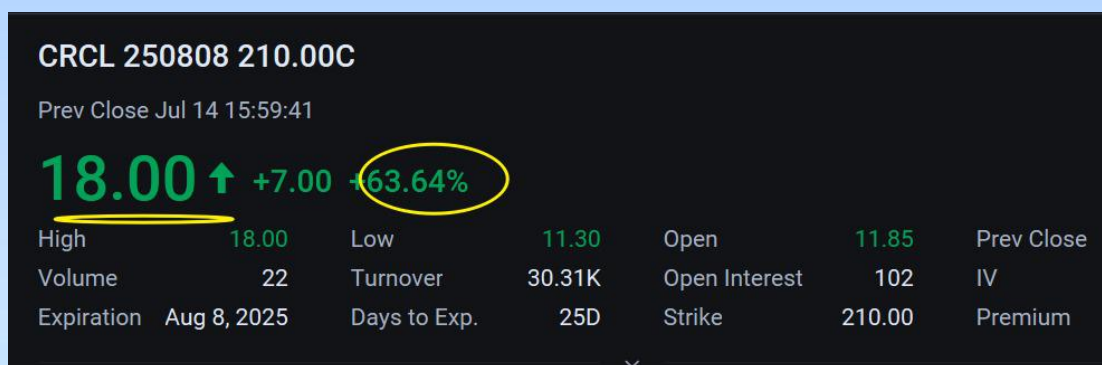 CRCL 250808 210.00C
Prev Close Jul 14 15:59:41
18.00 +7.00 +63.64%
High 18.00 Low 11.30 Open 11.85 Prev Close
Volume 22 Turnover 30.31K Open Interest 102 IV
Expiration Aug 8, 2025 Days to Exp. 25D Strike 210.00 Premium